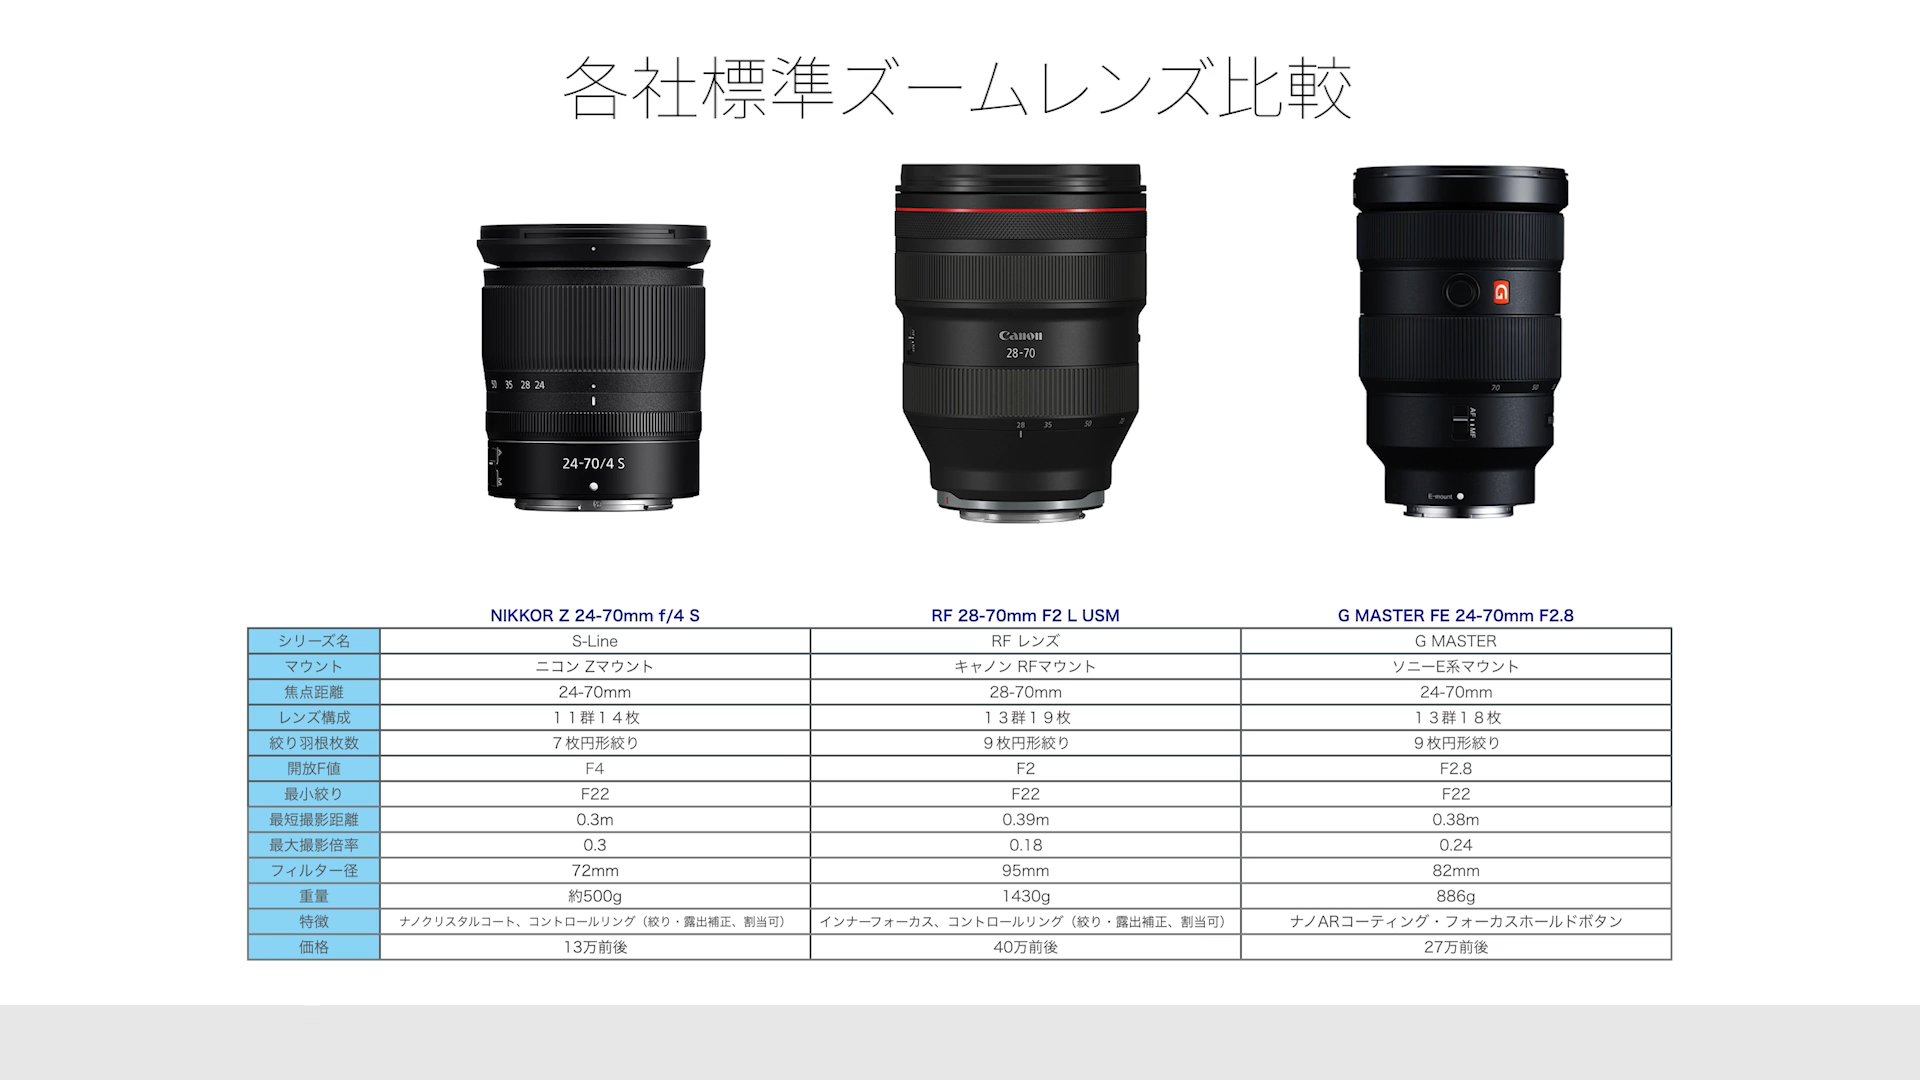 各社標準ズームレンズ比較
50 35 28 24
24-70/4 S
Canon
28-70
28 35 50
G
70 50
AF MF
E-mount
NIKKOR Z 24-70mm f/4 S RF 28-70mm F2 L USM G MASTER FE 24-70mm F2.8
シリーズ名 S-Line RF レンズ G MASTER
マウント ニコン Zマウント キャノン RFマウント ソニーE系マウント
焦点距離 24-70mm 28-70mm 24-70mm
レンズ構成 １１群１４枚 １３群１９枚 １３群１８枚
絞り羽根枚数 ７枚円形絞り ９枚円形絞り ９枚円形絞り
開放F値 F4 F2 F2.8
最小絞り F22 F22 F22
最短撮影距離 0.3m 0.39m 0.38m
最大撮影倍率 0.3 0.18 0.24
フィルター径 72mm 95mm 82mm
重量 約500g 1430g 886g
特徴 ナノクリスタルコート、コントロールリング（絞り・露出補正、割当可） インナーフォーカス、コントロールリング（絞り・露出補正、割当可） ナノARコーティング・フォーカスホールドボタン
価格 13万前後 40万前後 27万前後